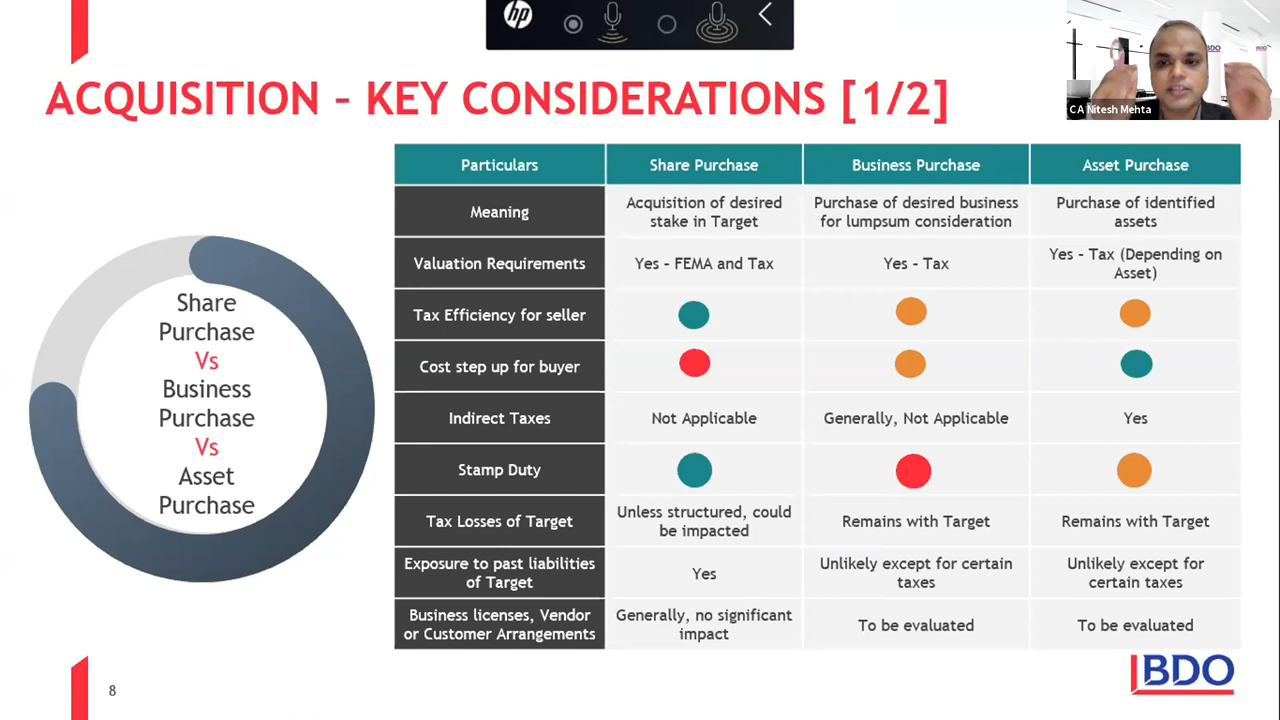 hp
ACQUISITION – KEY CONSIDERATIONS [1/2]
BDO
BDO
CA Nitesh Mehta
Share
Purchase
Vs
Business
Purchase
Vs
Asset
Purchase
Particulars
Share Purchase
Business Purchase
Asset Purchase
Meaning
Acquisition of desired
stake in Target
Purchase of desired business
for lumpsum consideration
Purchase of identified
assets
Valuation Requirements
Yes – FEMA and Tax
Yes – Tax
Yes – Tax (Depending on
Asset)
Tax Efficiency for seller
Cost step up for buyer
Indirect Taxes
Not Applicable
Generally, Not Applicable
Yes
Stamp Duty
Tax Losses of Target
Unless structured, could
be impacted
Remains with Target
Remains with Target
Exposure to past liabilities
of Target
Yes
Unlikely except for certain
taxes
Unlikely except for
certain taxes
Business licenses, Vendor
or Customer Arrangements
Generally, no significant
impact
To be evaluated
To be evaluated
8
BDO